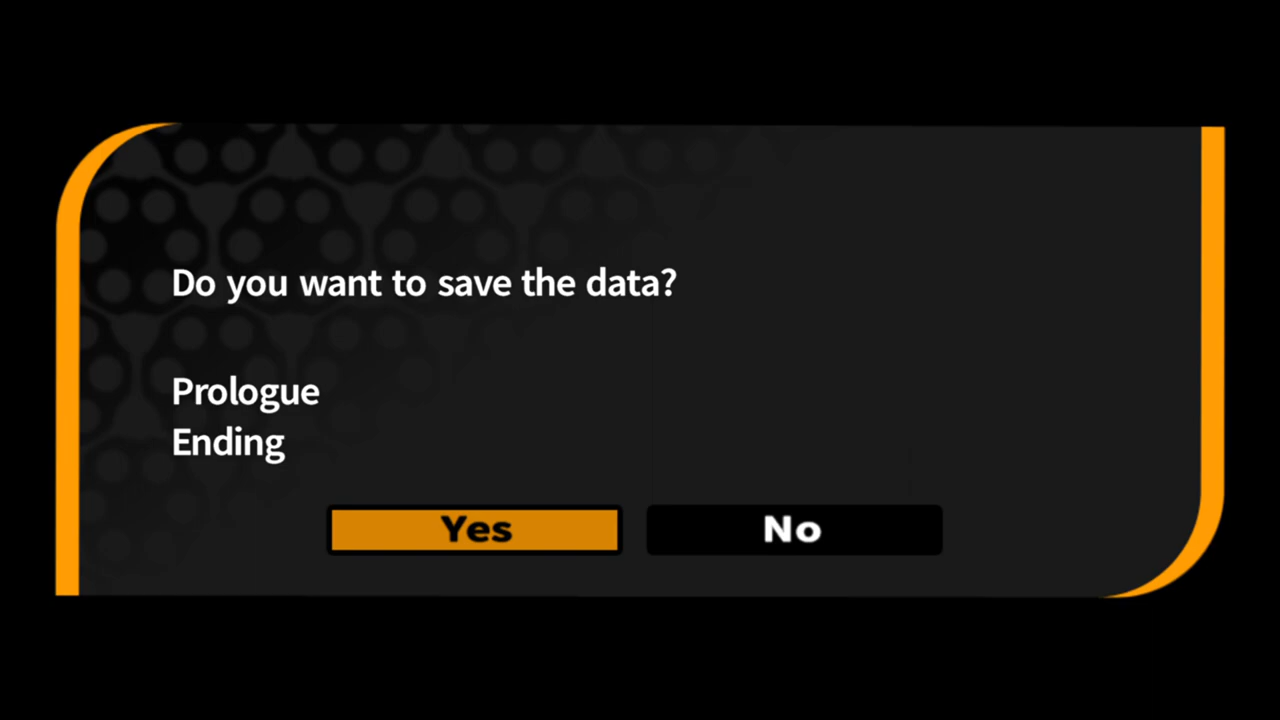 Do you want to save the data?
Prologue
Ending
Yes
No